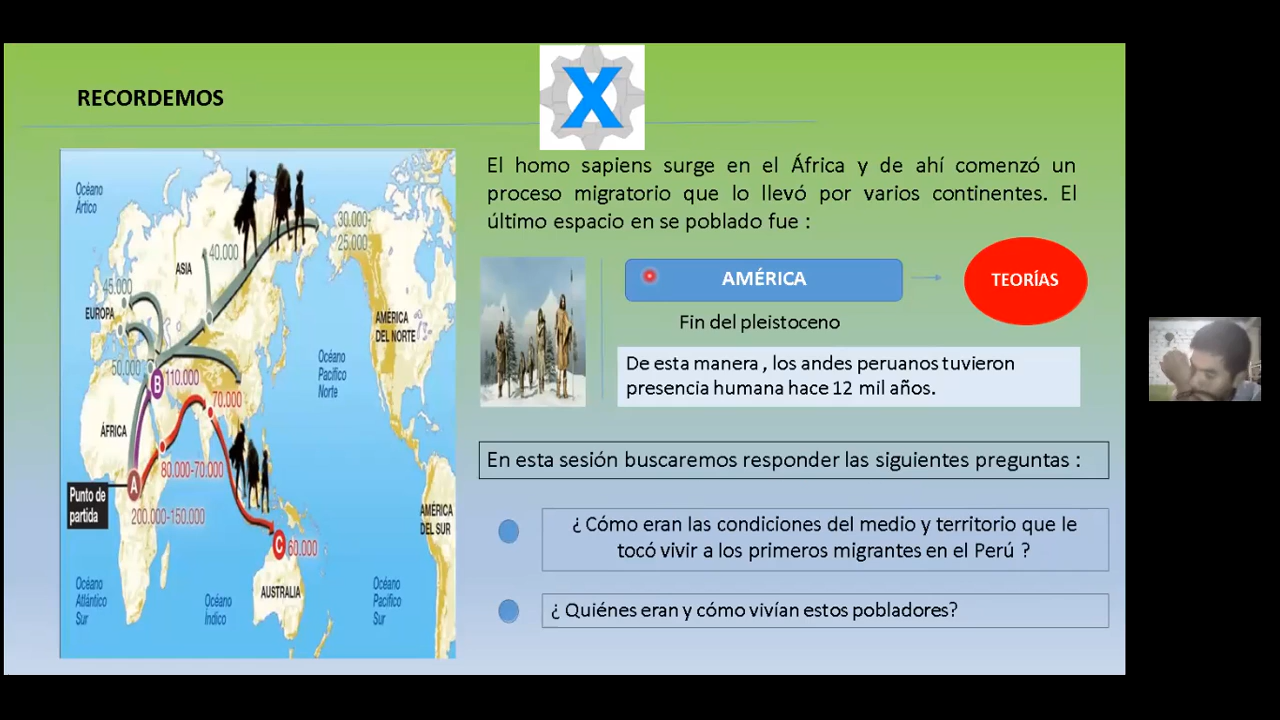 RECORDEMOS
X
El homo sapiens surge en el África y de ahí comenzó un
proceso migratorio que lo llevó por varios continentes. El
último espacio en se poblado fue :
AMÉRICA
TEORÍAS
Fin del pleistoceno
De esta manera , los andes peruanos tuvieron
presencia humana hace 12 mil años.
En esta sesión buscaremos responder las siguientes preguntas :
¿ Cómo eran las condiciones del medio y territorio que le
tocó vivir a los primeros migrantes en el Perú ?
¿ Quiénes eran y cómo vivían estos pobladores?
Océano
Ártico
30.000-
25.000
40.000
ASIA
45.000
EUROPA
AMÉRICA
DEL NORTE
50.000
B
110.000
Océano
Pacífico
Norte
70.000
ÁFRICA
80.000-70.000
A
Punto de
partida
200.000-150.000
AMÉRICA
DEL SUR
C
60.000
AUSTRALIA
Océano
Atlántico
Sur
Océano
Índico
Océano
Pacífico
Sur